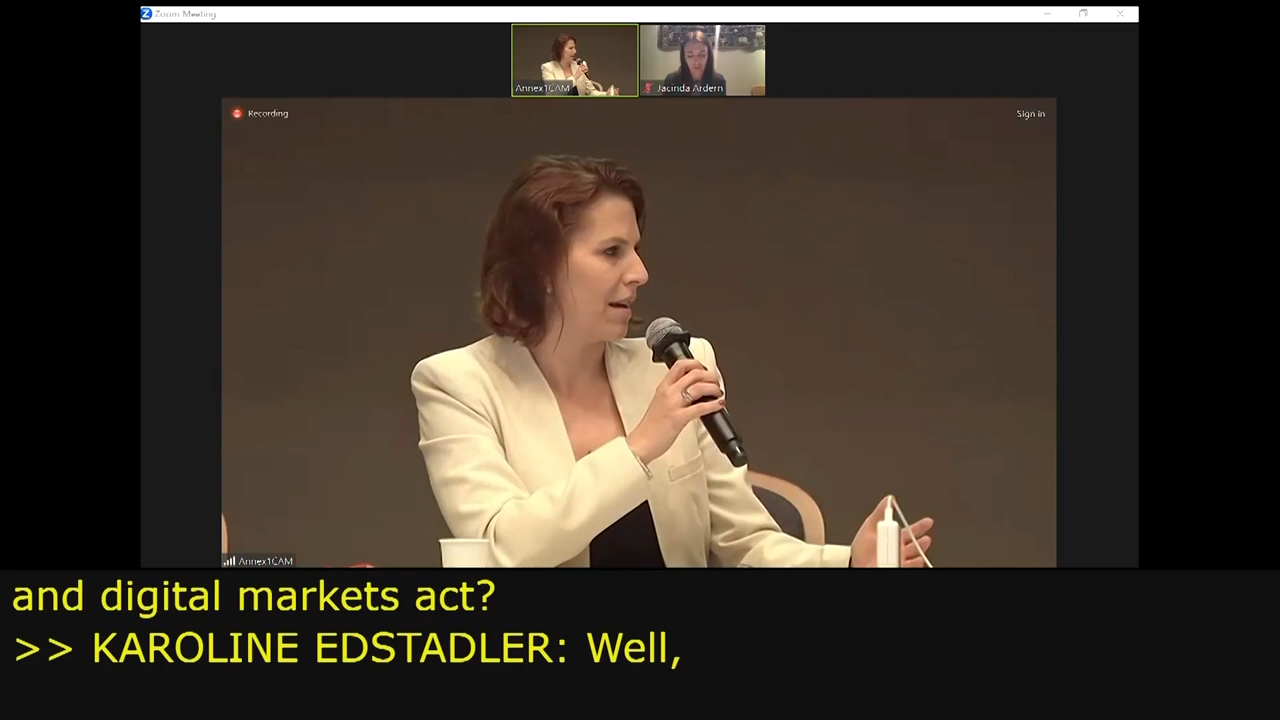 Zoom Meeting
Annex1CAM
Jacinda Ardern
Recording
Sign in
Annex1CAM
and digital markets act?
>> KAROLINE EDSTADLER: Well,